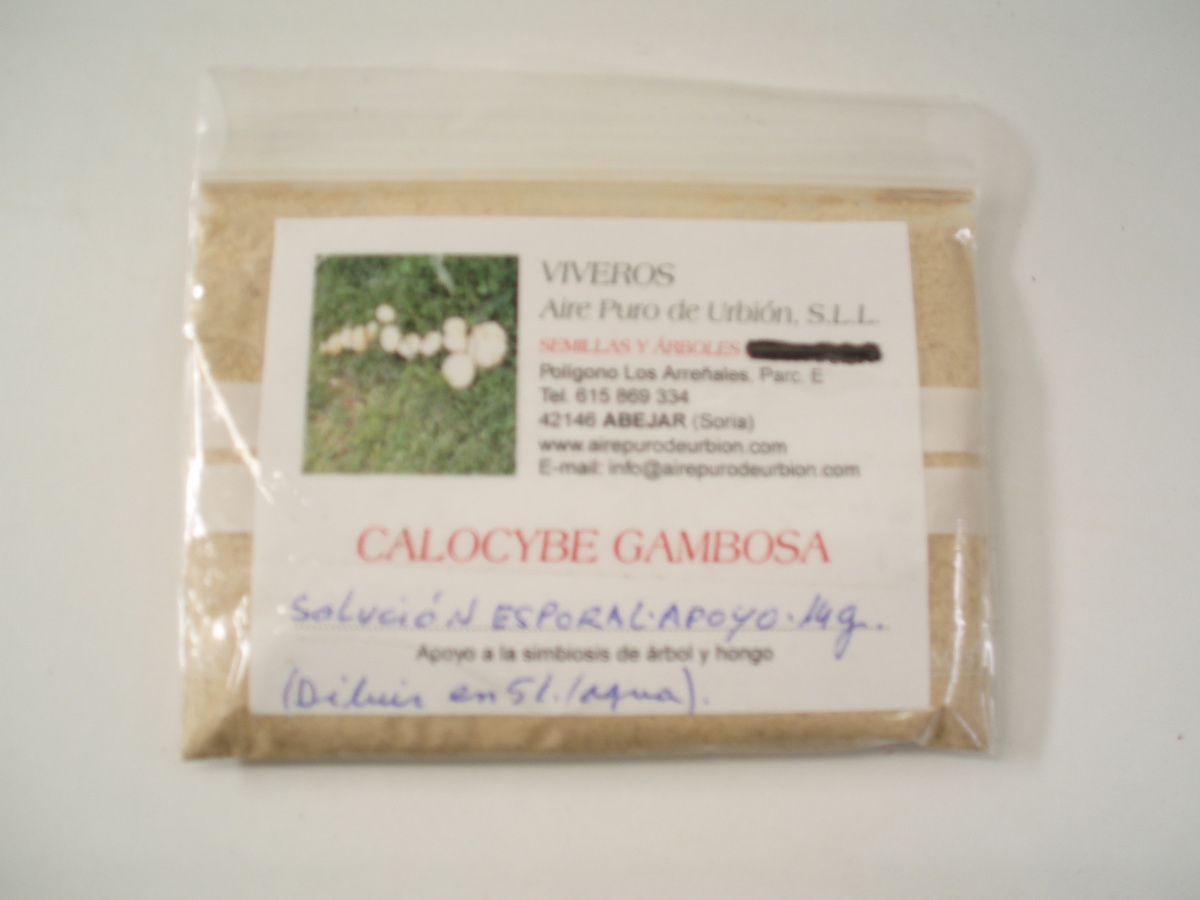 VIVEROS
Aire Puro de Urbión, S.L.L.
SEMILLAS Y ÁRBOLES
Polígono Los Arreñales, Parc. E
Tel. 615 869 334
42146 ABEJAR (Soria)
www.airepurodeurbion.com
E-mail: info@airepurodeurbion.com
CALOCYBE GAMBOSA
SOLUCIÓN ESPORAL-APOYO. 14g.
Apoyo a la simbiosis de árbol y hongo
(Diluir en 5 l. /agua).